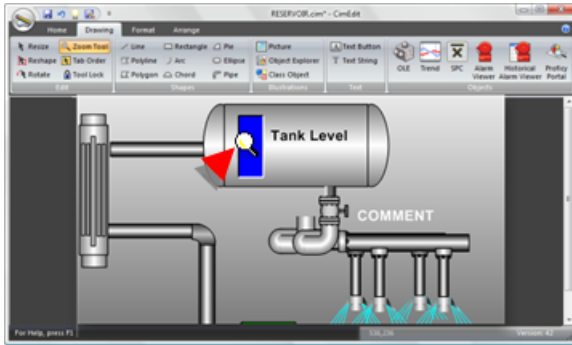 RESERVOIR.cim* - CimEdit
Home Drawing Format Arrange
Resize Zoom Tool Line Rectangle Pie Picture Text Button
Reshape Tab Order Polyline Arc Ellipse Object Explorer Text String
Rotate Tool Lock Polygon Chord Pipe Class Object
OLE Trend SPC Alarm Viewer Historical Alarm Viewer Proficy Portal
Edit Shapes Illustrations Text Objects
Tank Level
COMMENT
For Help, press F1
Version: 42